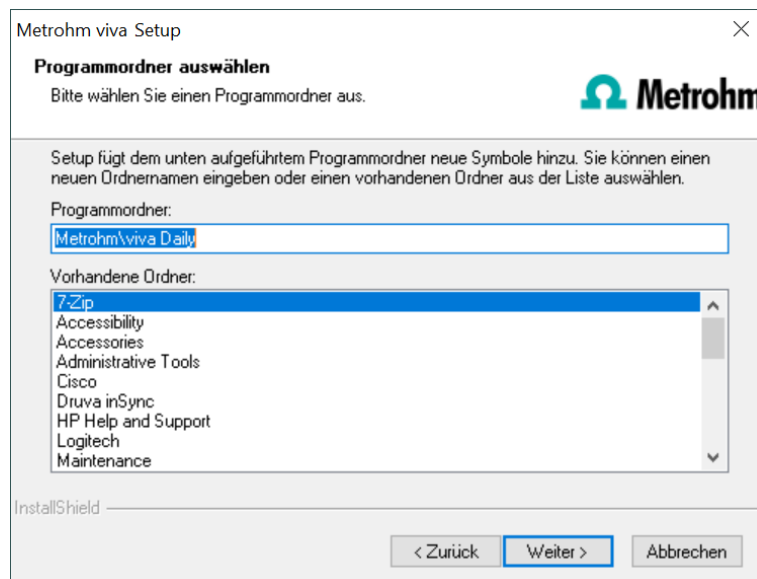 Metrohm viva Setup
Programmordner auswählen
Bitte wählen Sie einen Programmordner aus.
Metrohm
Setup fügt dem unten aufgeführtem Programmordner neue Symbole hinzu. Sie können einen
neuen Ordnernamen eingeben oder einen vorhandenen Ordner aus der Liste auswählen.
Programmordner:
Metrohm\viva Daily
Vorhandene Ordner:
7-Zip
Accessibility
Accessories
Administrative Tools
Cisco
Druva inSync
HP Help and Support
Logitech
Maintenance
InstallShield
< Zurück Weiter > Abbrechen